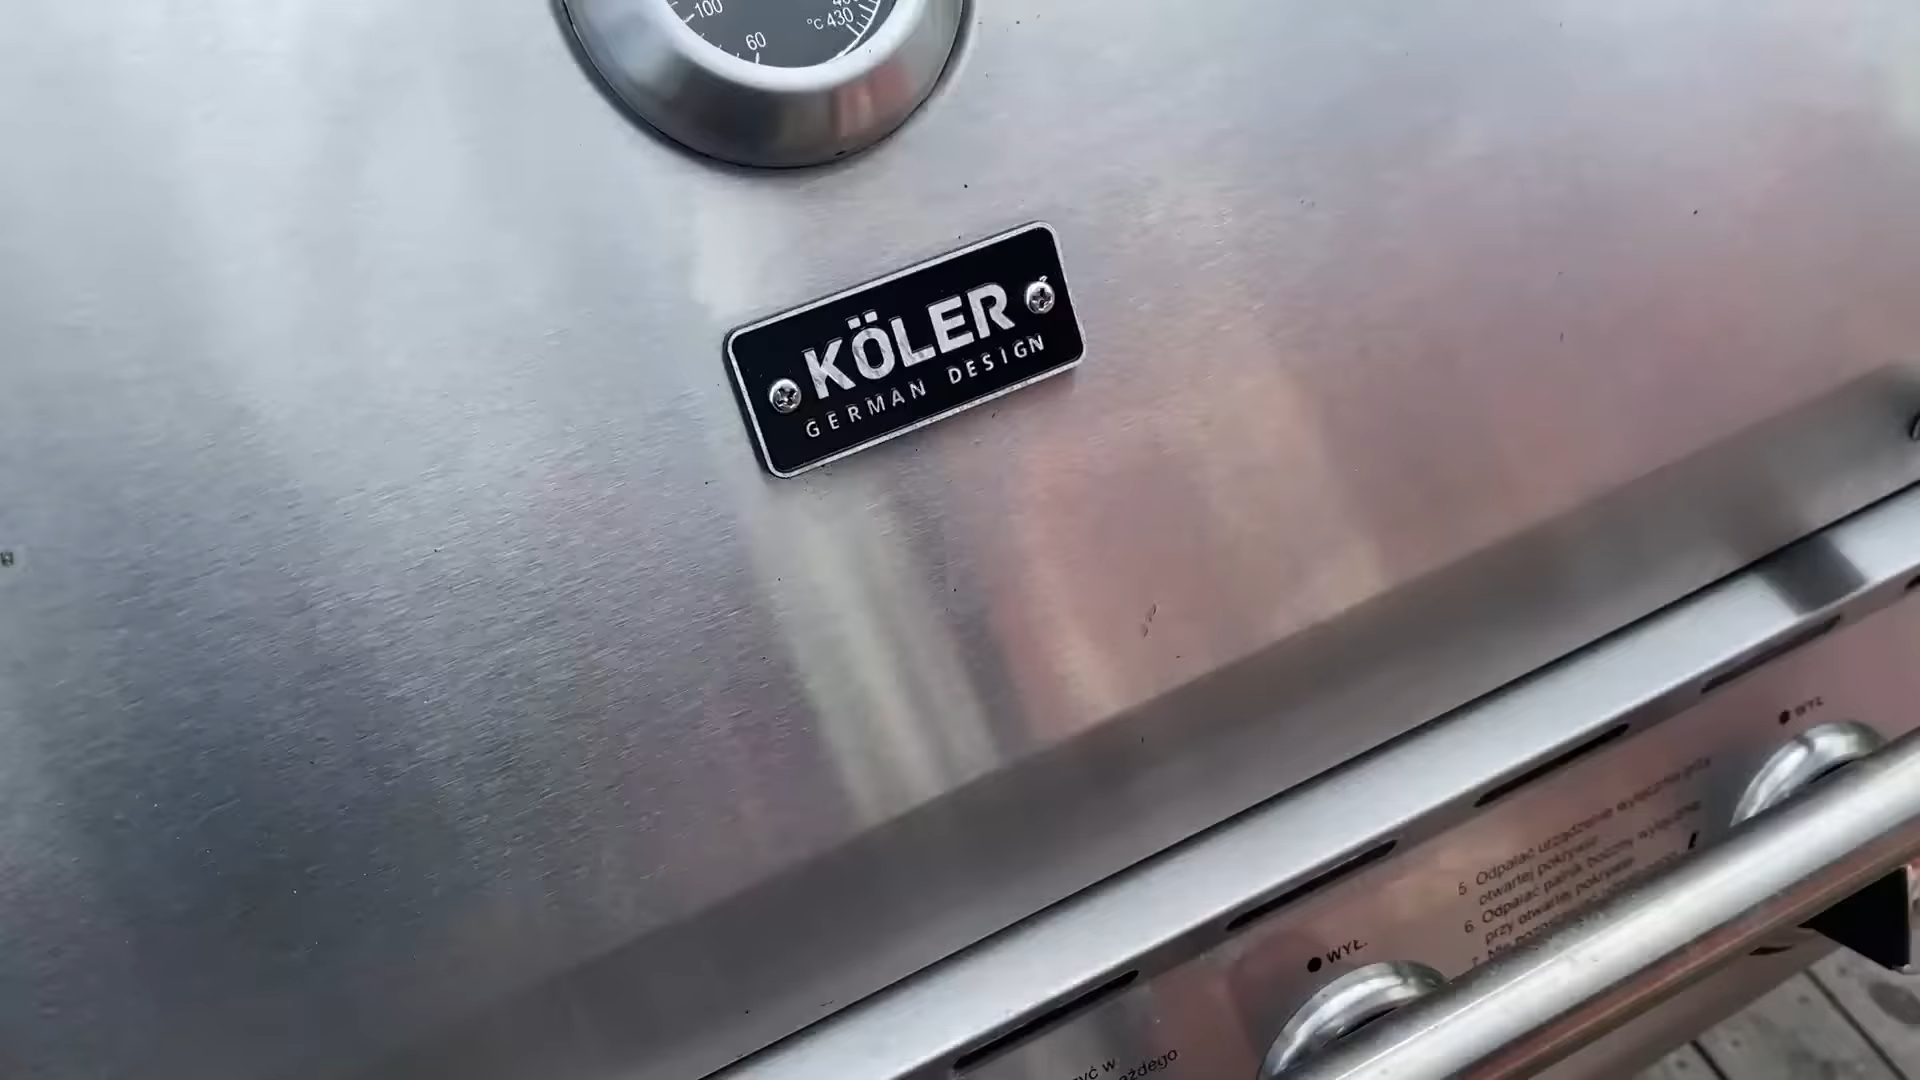 100
60
°C 430
KÖLER
GERMAN DESIGN
WYŁ.
5 Odpalać urządzenie wyłącznie przy
otwartej pokrywie
6 Odpalać palnik boczny wyłącznie
przy otwartej pokrywie
WYŁ.